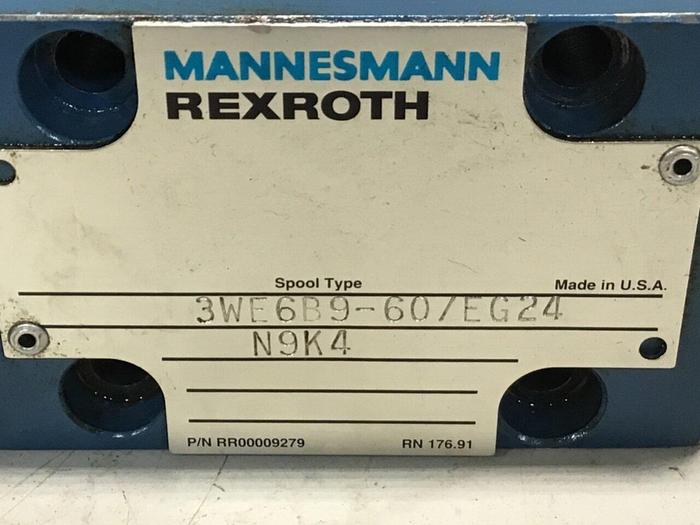 MANNESMANN
REXROTH
Spool Type Made in U.S.A.
3WE6B9-60/EG24
N9K4
P/N RR00009279 RN 176.91